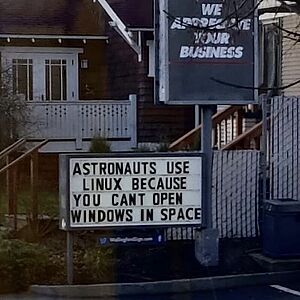 WE
APPRECIATE
YOUR
BUSINESS
ASTRONAUTS USE
LINUX BECAUSE
YOU CANT OPEN
WINDOWS IN SPACE